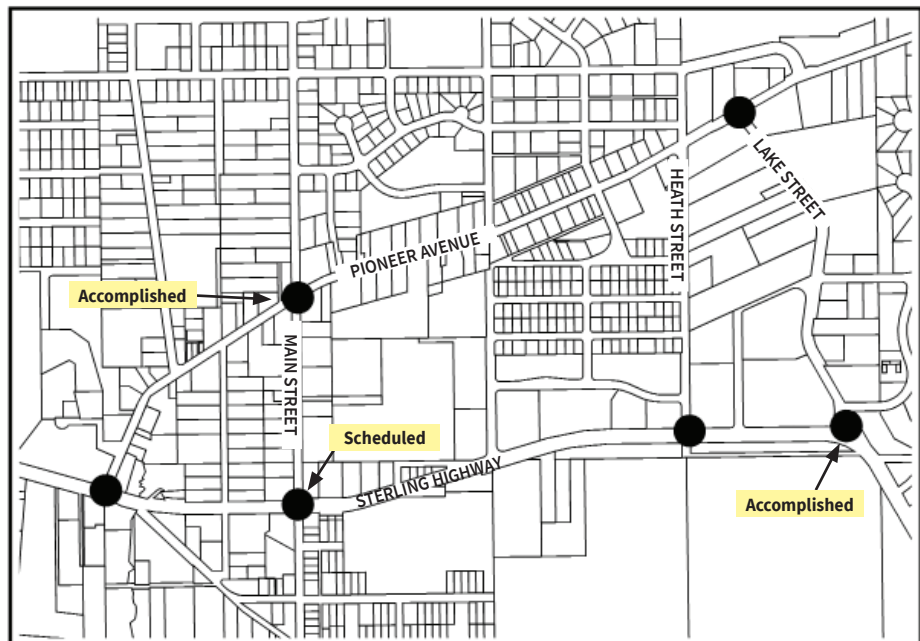 LAKE STREET
HEATH STREET
PIONEER AVENUE
Accomplished
MAIN STREET
Scheduled
STERLING HIGHWAY
Accomplished